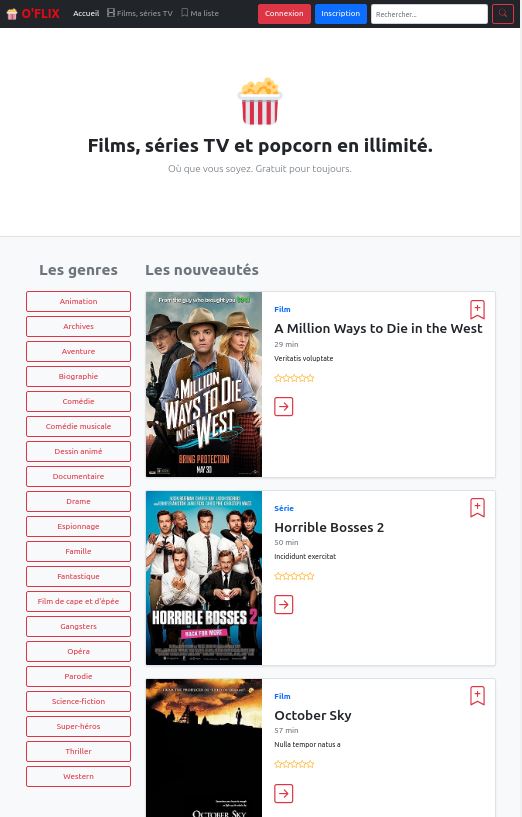 O'FLIX Accueil Films, séries TV Ma liste Connexion Inscription Rechercher...
Films, séries TV et popcorn en illimité.
Où que vous soyez. Gratuit pour toujours.
Les genres
Animation
Archives
Aventure
Biographie
Comédie
Comédie musicale
Dessin animé
Documentaire
Drame
Espionnage
Famille
Fantastique
Film de cape et d'épée
Gangsters
Opéra
Parodie
Science-fiction
Super-héros
Thriller
Western
Les nouveautés
From the guy who brought you
A MILLION
WAYS TO DIE
IN THE WEST
BRING PROTECTION
MAY 30
Film
A Million Ways to Die in the West
29 min
Veritatis voluptate
HORRIBLE BOSSES 2
BACK FOR MORE
Série
Horrible Bosses 2
50 min
Incididunt exercitat
OCTOBER SKY
Film
October Sky
57 min
Nulla tempor natus a